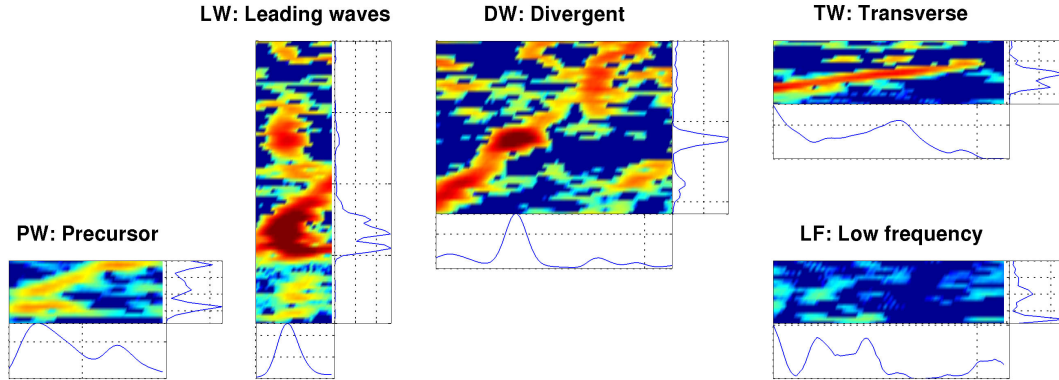 LW: Leading waves
DW: Divergent
TW: Transverse
PW: Precursor
LF: Low frequency